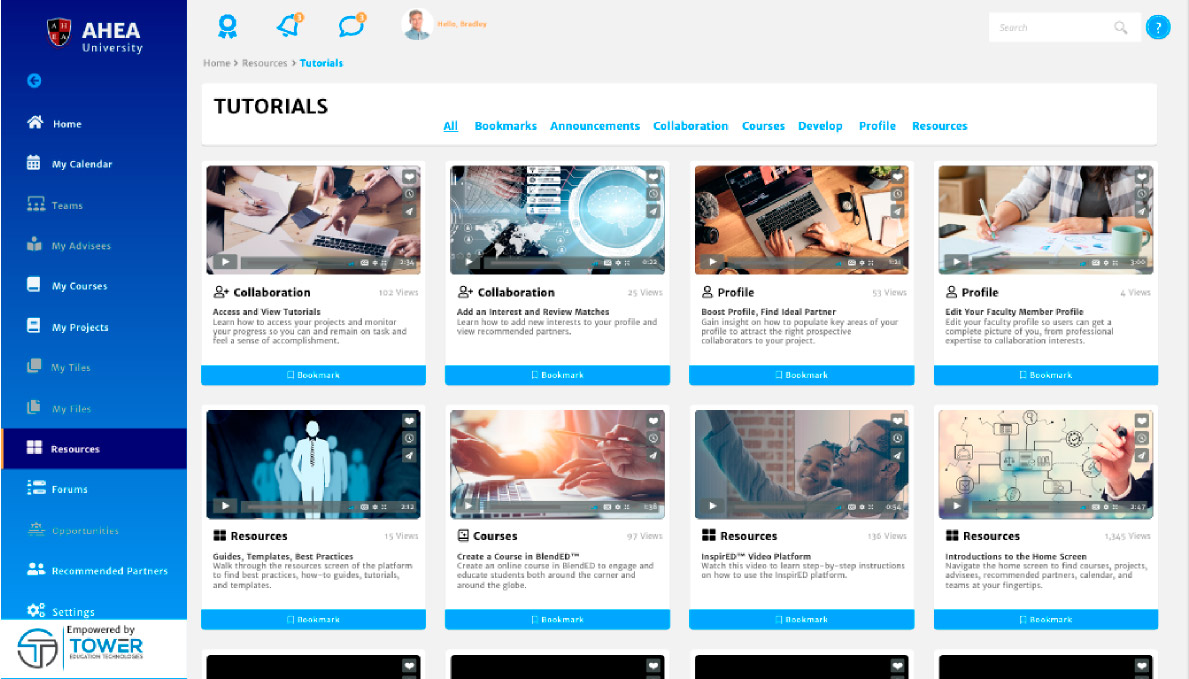 AHEA
University
Home
My Calendar
Teams
My Advisees
My Courses
My Projects
My Tiles
My Files
Resources
Forums
Opportunities
Recommended Partners
Settings
Empowered by
TOWER
EDUCATION TECHNOLOGIES
3
3
Hello, Bradley
Search
?
Home > Resources > Tutorials
TUTORIALS
All Bookmarks Announcements Collaboration Courses Develop Profile Resources
2:34
Collaboration 102 Views
Access and View Tutorials
Learn how to access your projects and monitor
your progress so you can and remain on task and
feel a sense of accomplishment.
Bookmark
0:22
Collaboration 25 Views
Add an Interest and Review Matches
Learn how to add new interests to your profile and
view recommended partners.
Bookmark
1:21
Profile 53 Views
Boost Profile, Find Ideal Partner
Gain insight on how to populate key areas of your
profile to attract the right prospective
collaborators to your project.
Bookmark
3:00
Profile 4 Views
Edit Your Faculty Member Profile
Edit your faculty profile so users can get a
complete picture of you, from professional
expertise to collaboration interests.
Bookmark
2:12
Resources 15 Views
Guides, Templates, Best Practices
Walk through the resources screen of the platform
to find best practices, how-to guides, tutorials,
and templates.
Bookmark
1:38
Courses 97 Views
Create a Course in BlendED™
Create an online course in BlendED to engage and
educate students both around the corner and
around the globe.
Bookmark
0:54
Resources 136 Views
InspirED™ Video Platform
Watch this video to learn step-by-step instructions
on how to use the InspirED platform.
Bookmark
2:47
Resources 1,345 Views
Introductions to the Home Screen
Navigate the home screen to find courses, projects,
advisees, recommended partners, calendar, and
teams at your fingertips.
Bookmark